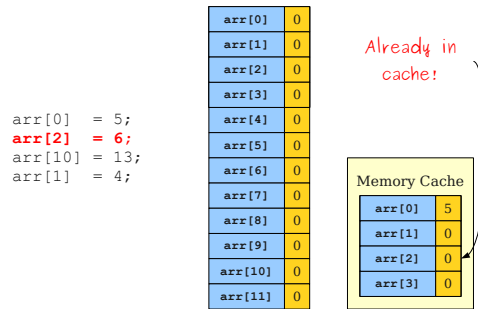 arr[0]  = 5;
arr[2]  = 6;
arr[10] = 13;
arr[1]  = 4;
arr[0] 0
arr[1] 0
arr[2] 0
arr[3] 0
arr[4] 0
arr[5] 0
arr[6] 0
arr[7] 0
arr[8] 0
arr[9] 0
arr[10] 0
arr[11] 0
Already in
cache!
Memory Cache
arr[0] 5
arr[1] 0
arr[2] 0
arr[3] 0